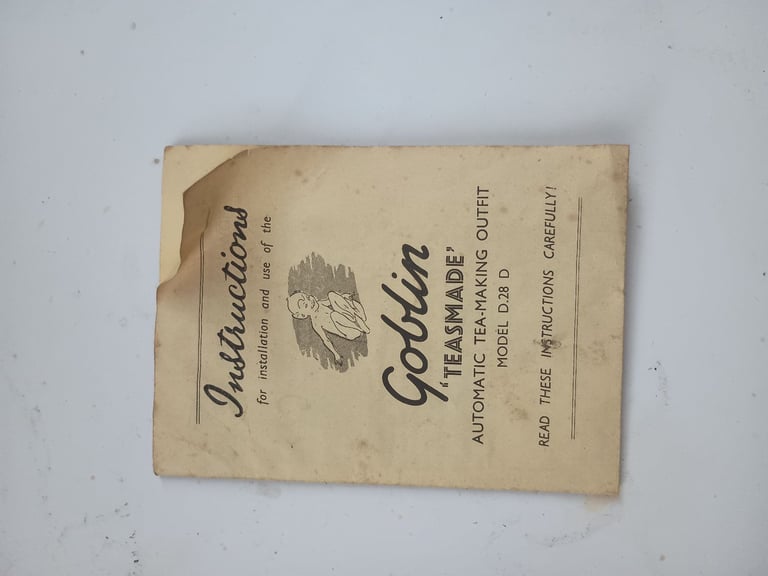 Instructions
for installation and use of the
Goblin
'TEASMADE'
AUTOMATIC TEA-MAKING OUTFIT
MODEL D.28 D
READ THESE INSTRUCTIONS CAREFULLY!